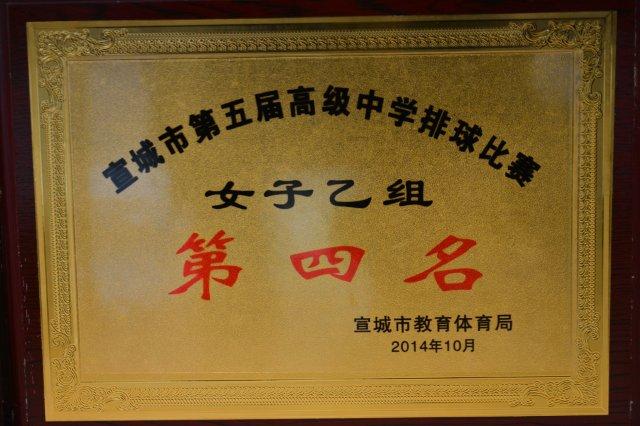 宣城市第五届高级中学排球比赛
女子乙组
第四名
宣城市教育体育局
2014年10月